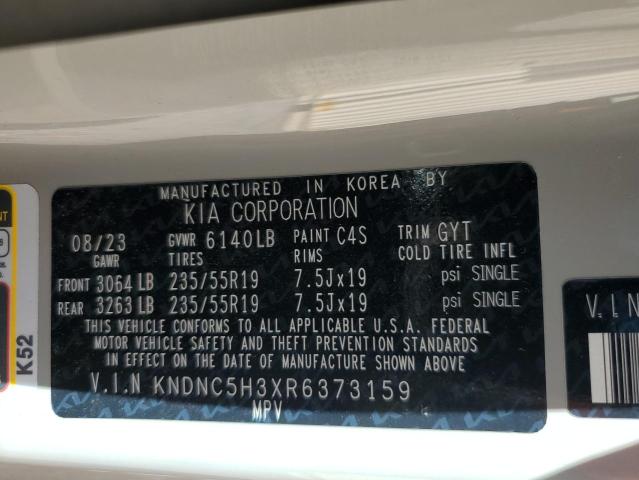 MANUFACTURED IN KOREA BY
KIA CORPORATION
08/23 GVWR 6140LB PAINT C4S TRIM GYT
GAWR TIRES RIMS COLD TIRE INFL
FRONT 3064 LB 235/55R19 7.5Jx19 psi SINGLE
REAR 3263 LB 235/55R19 7.5Jx19 psi SINGLE
THIS VEHICLE CONFORMS TO ALL APPLICABLE U.S.A. FEDERAL
MOTOR VEHICLE SAFETY AND THEFT PREVENTION STANDARDS
IN EFFECT ON THE DATE OF MANUFACTURE SHOWN ABOVE
V.I.N KNDNC5H3XR6373159
MPV
K52
V.I.N